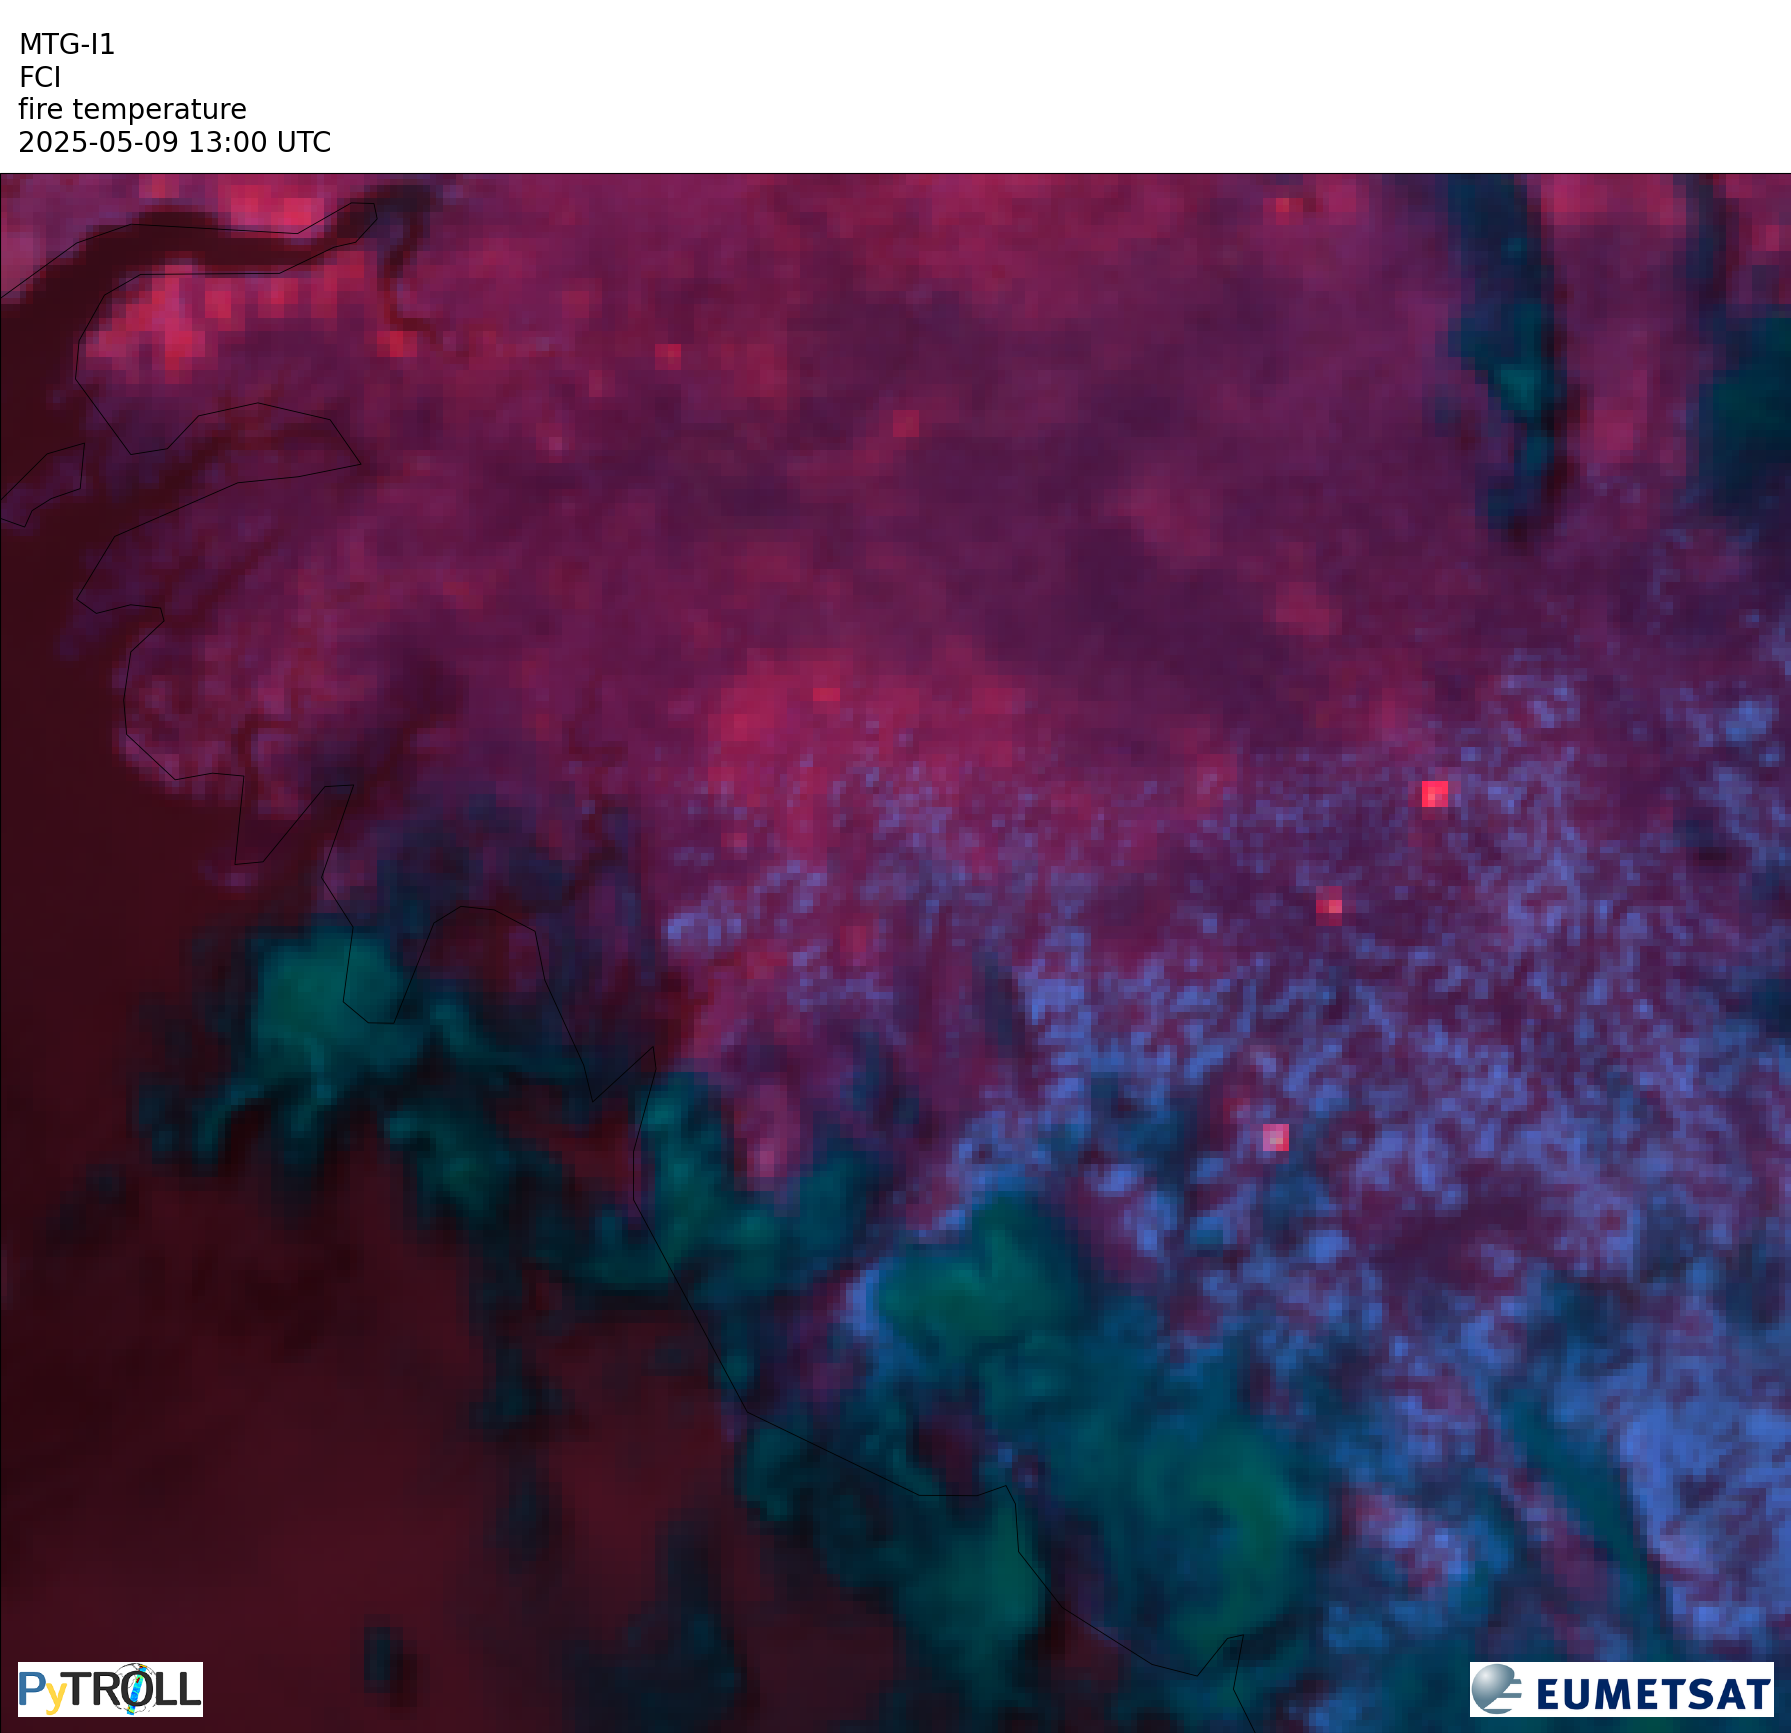 MTG-I1
FCI
fire temperature
2025-05-09 13:00 UTC
PyTROLL
EUMETSAT